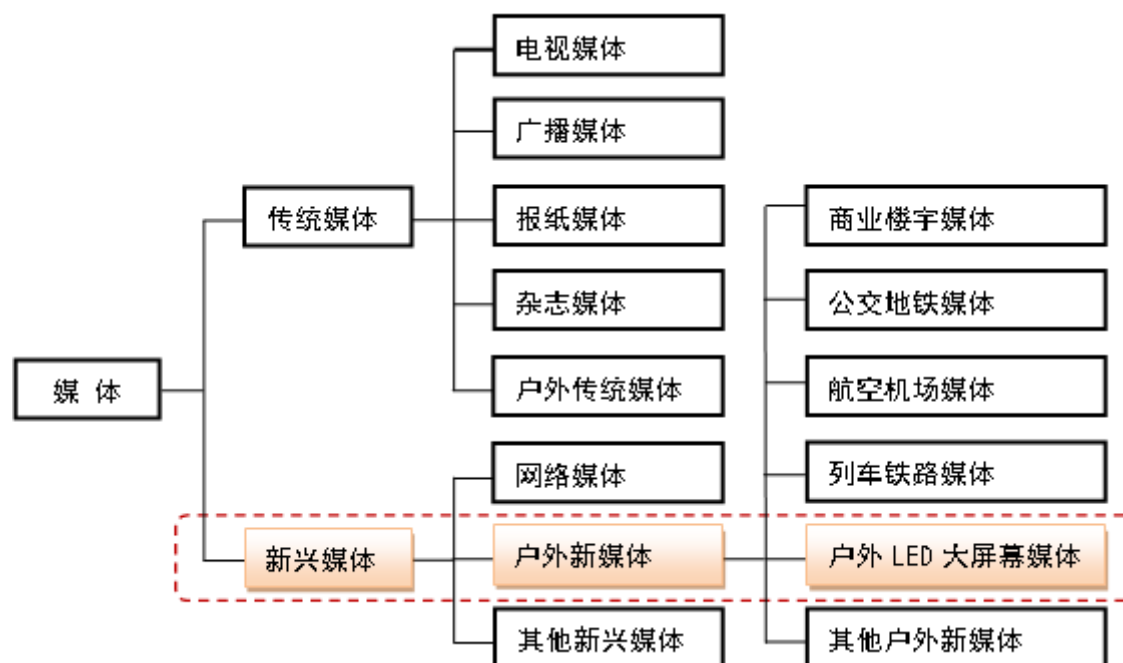 媒 体
传统媒体
电视媒体
广播媒体
报纸媒体
杂志媒体
户外传统媒体
新兴媒体
网络媒体
户外新媒体
其他新兴媒体
商业楼宇媒体
公交地铁媒体
航空机场媒体
列车铁路媒体
户外 LED 大屏幕媒体
其他户外新媒体